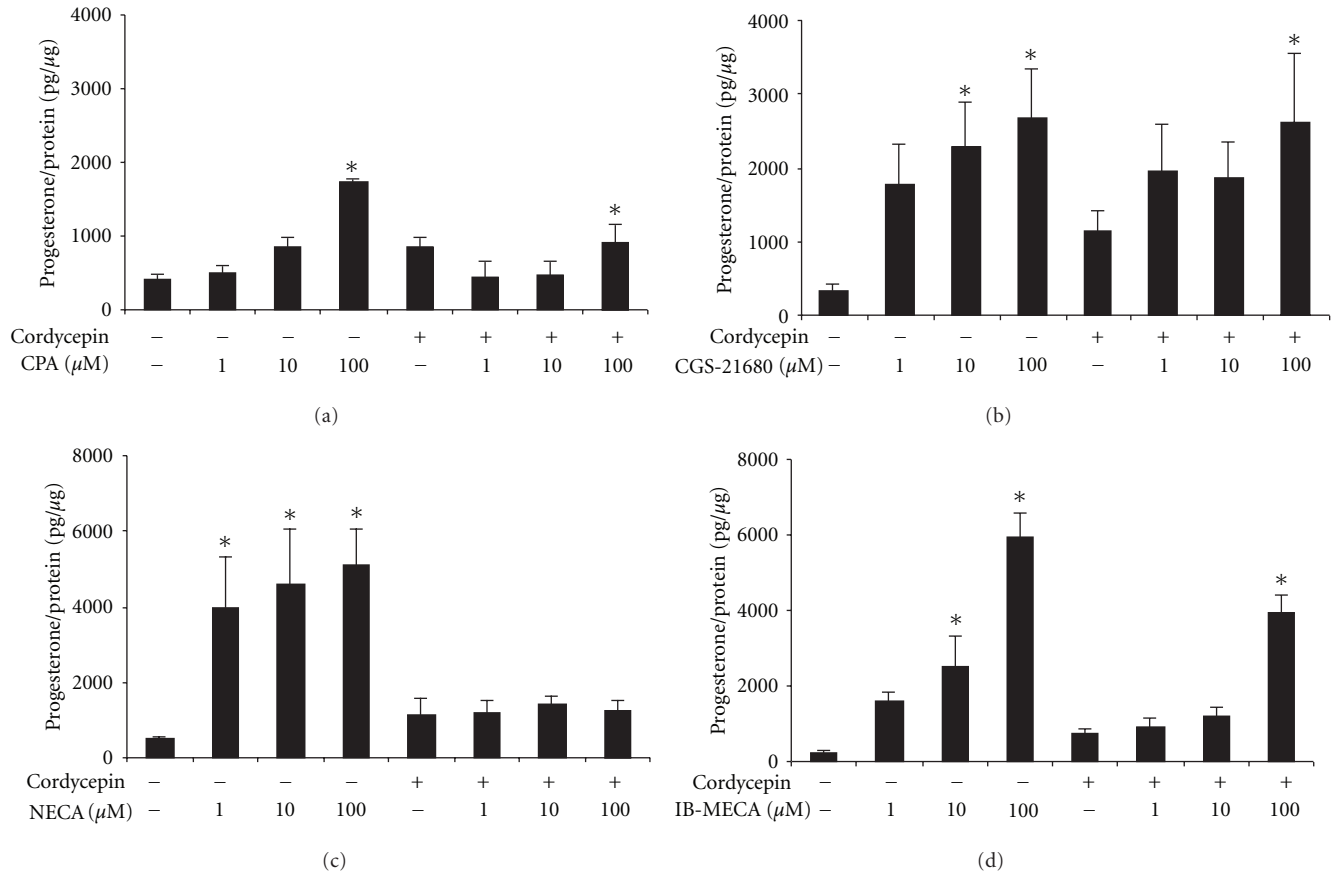 Progesterone/protein (pg/µg)
4000
3000
2000
1000
0
* *
Cordycepin − − − − + + + +
CPA (µM) − 1 10 100 − 1 10 100
(a)
Progesterone/protein (pg/µg)
4000
3000
2000
1000
0
* * *
Cordycepin − − − − + + + +
CGS-21680 (µM) − 1 10 100 − 1 10 100
(b)
Progesterone/protein (pg/µg)
8000
6000
4000
2000
0
* * *
Cordycepin − − − − + + + +
NECA (µM) − 1 10 100 − 1 10 100
(c)
Progesterone/protein (pg/µg)
8000
6000
4000
2000
0
* * *
Cordycepin − − − − + + + +
IB-MECA (µM) − 1 10 100 − 1 10 100
(d)